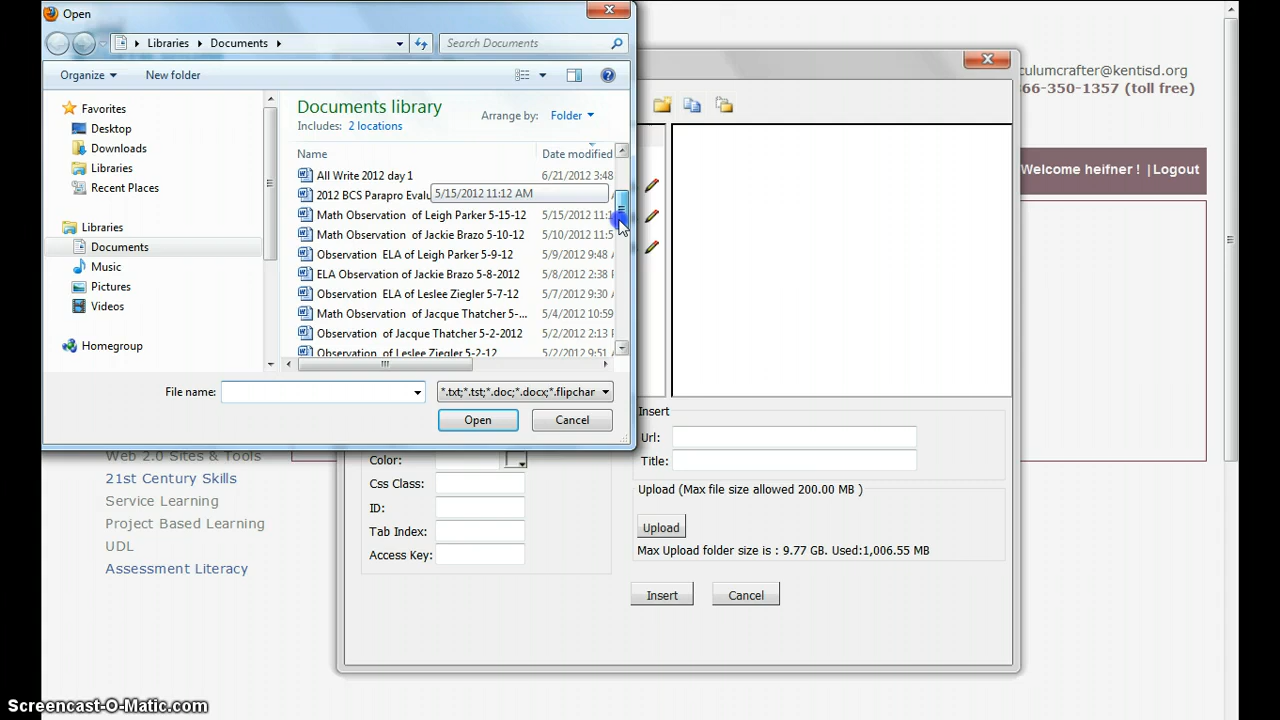 Open
Libraries Documents
Search Documents
Organize
New folder
Favorites
Desktop
Downloads
Libraries
Recent Places
Libraries
Documents
Music
Pictures
Videos
Homegroup
Documents library
Includes: 2 locations
Arrange by: Folder
Name Date modified
All Write 2012 day 1 6/21/2012 3:48
2012 BCS Parapro
5/15/2012 11:12 AM
Math Observation of Leigh Parker 5-15-12 5/15/2012
Math Observation of Jackie Brazo 5-10-12 5/10/2012
Observation ELA of Leigh Parker 5-9-12 5/9/2012 9:48
ELA Observation of Jackie Brazo 5-8-2012 5/8/2012 2:38
Observation ELA of Leslee Ziegler 5-7-12 5/7/2012 9:30
Math Observation of Jacque Thatcher 5-... 5/4/2012 10:59
Observation of Jacque Thatcher 5-2-2012 5/2/2012 2:13
Observation of Leslee Ziegler 5-2-12 5/2/2012 9:51
File name:
*.txt;*.tst;*.doc;*.docx;*.flipchar
Open
Cancel
culumcrafter@kentisd.org
66-350-1357 (toll free)
Welcome heifner ! | Logout
Web 2.0 Sites & Tools
21st Century Skills
Service Learning
Project Based Learning
UDL
Assessment Literacy
Color:
Css Class:
ID:
Tab Index:
Access Key:
Insert
Url:
Title:
Upload (Max file size allowed 200.00 MB )
Upload
Max Upload folder size is : 9.77 GB. Used:1,006.55 MB
Insert
Cancel
Screencast-O-Matic.com